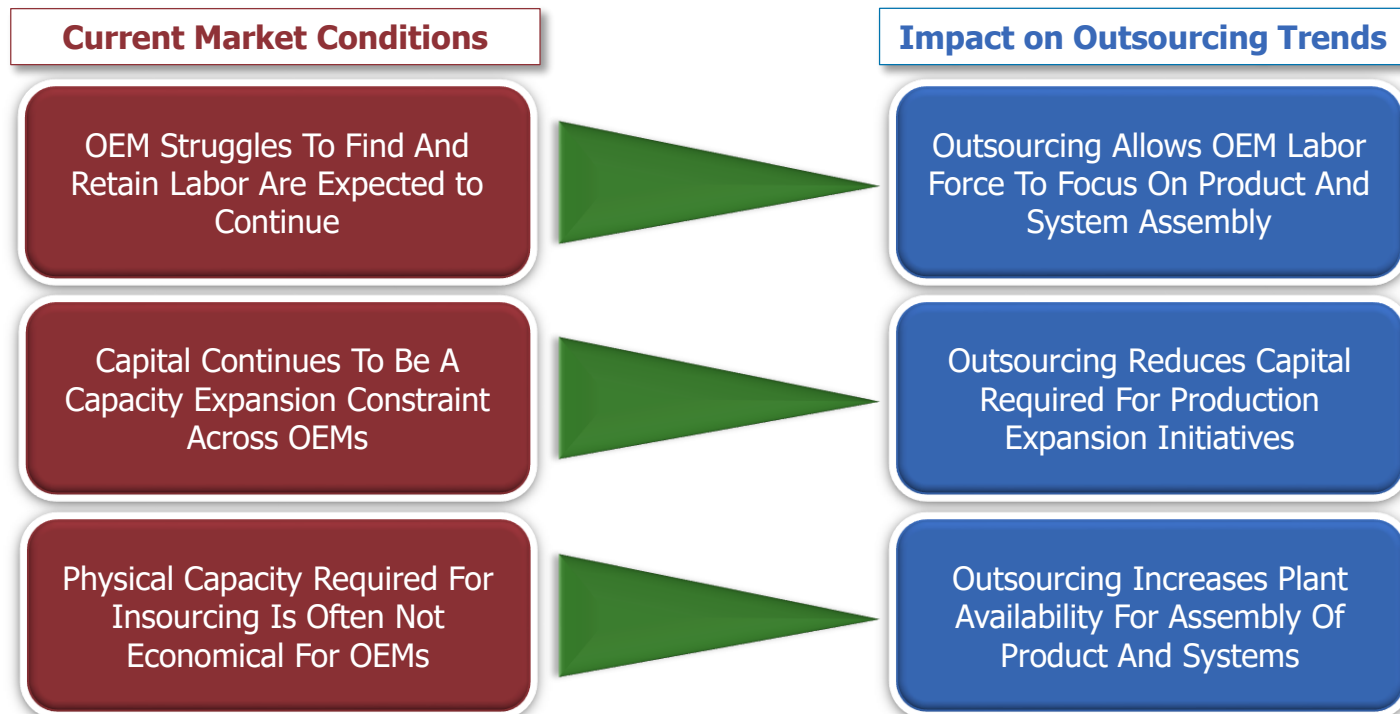 Current Market Conditions
Impact on Outsourcing Trends
OEM Struggles To Find And
Retain Labor Are Expected to
Continue
Outsourcing Allows OEM Labor
Force To Focus On Product And
System Assembly
Capital Continues To Be A
Capacity Expansion Constraint
Across OEMs
Outsourcing Reduces Capital
Required For Production
Expansion Initiatives
Physical Capacity Required For
Insourcing Is Often Not
Economical For OEMs
Outsourcing Increases Plant
Availability For Assembly Of
Product And Systems